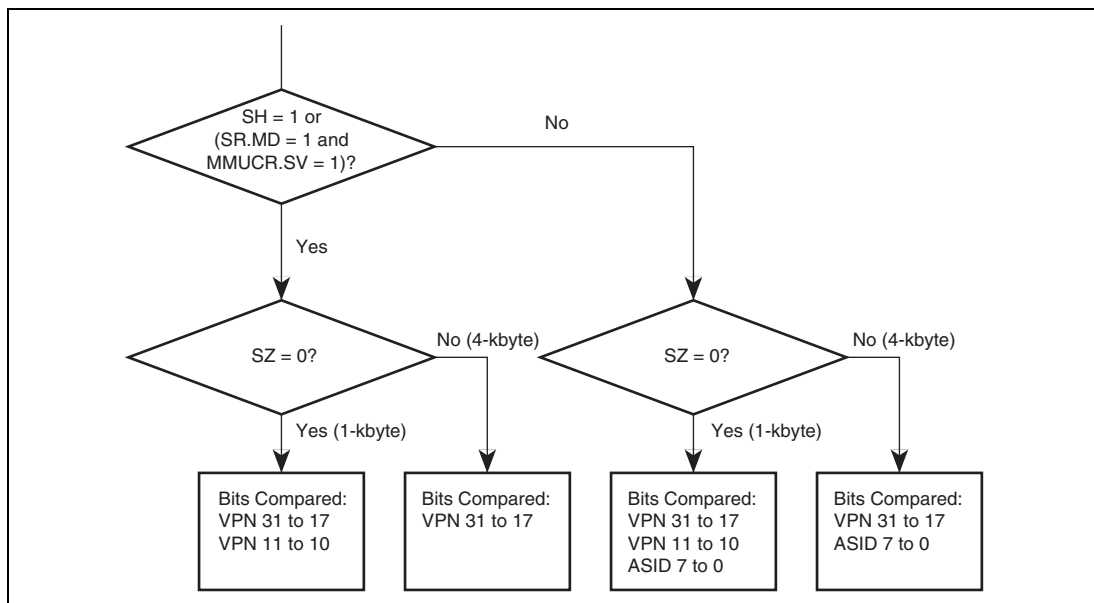 SH = 1 or
(SR.MD = 1 and
MMUCR.SV = 1)?
No
Yes
SZ = 0?
No (4-kbyte)
SZ = 0?
No (4-kbyte)
Yes (1-kbyte)
Yes (1-kbyte)
Bits Compared:
VPN 31 to 17
VPN 11 to 10
Bits Compared:
VPN 31 to 17
Bits Compared:
VPN 31 to 17
VPN 11 to 10
ASID 7 to 0
Bits Compared:
VPN 31 to 17
ASID 7 to 0